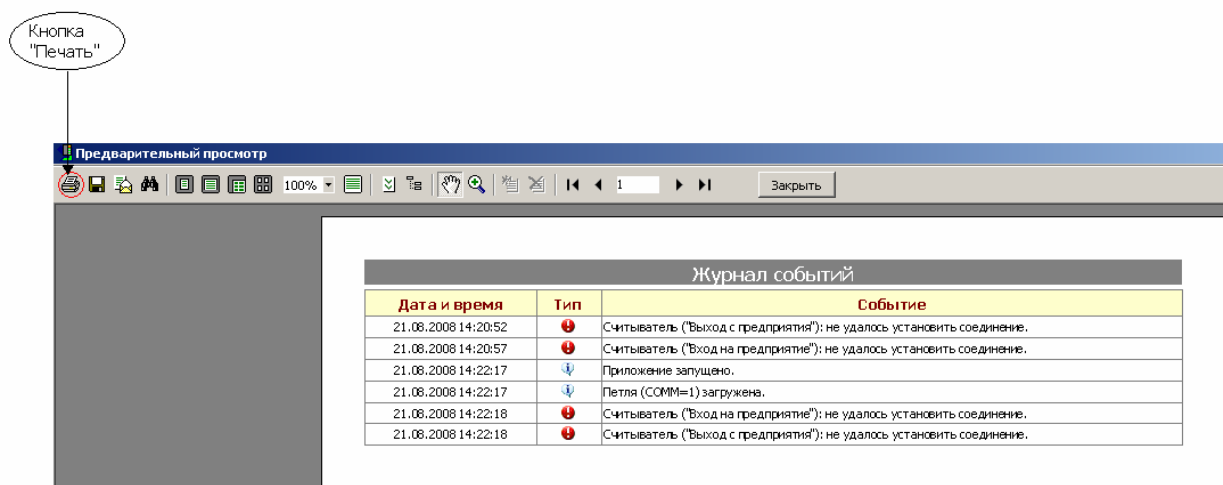 Кнопка
"Печать"
Предварительный просмотр
100% 1 Закрыть
Журнал событий
Дата и время Тип Событие
21.08.2008 14:20:52 Считыватель ("Выход с предприятия"): не удалось установить соединение.
21.08.2008 14:20:57 Считыватель ("Вход на предприятие"): не удалось установить соединение.
21.08.2008 14:22:17 Приложение запущено.
21.08.2008 14:22:17 Петля (COMM=1) загружена.
21.08.2008 14:22:18 Считыватель ("Вход на предприятие"): не удалось установить соединение.
21.08.2008 14:22:18 Считыватель ("Выход с предприятия"): не удалось установить соединение.